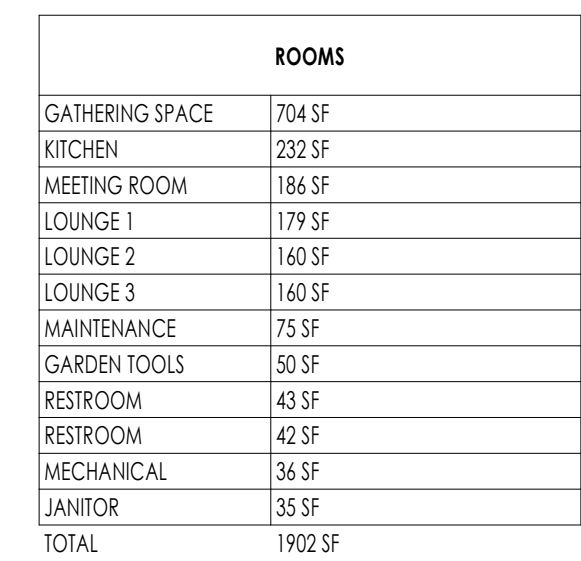 ROOMS
GATHERING SPACE 704 SF
KITCHEN 232 SF
MEETING ROOM 186 SF
LOUNGE 1 179 SF
LOUNGE 2 160 SF
LOUNGE 3 160 SF
MAINTENANCE 75 SF
GARDEN TOOLS 50 SF
RESTROOM 43 SF
RESTROOM 42 SF
MECHANICAL 36 SF
JANITOR 35 SF
TOTAL 1902 SF